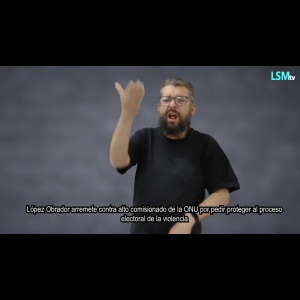 LSMtv
López Obrador arremete contra alto comisionado de la ONU por pedir proteger al proceso
electoral de la violencia